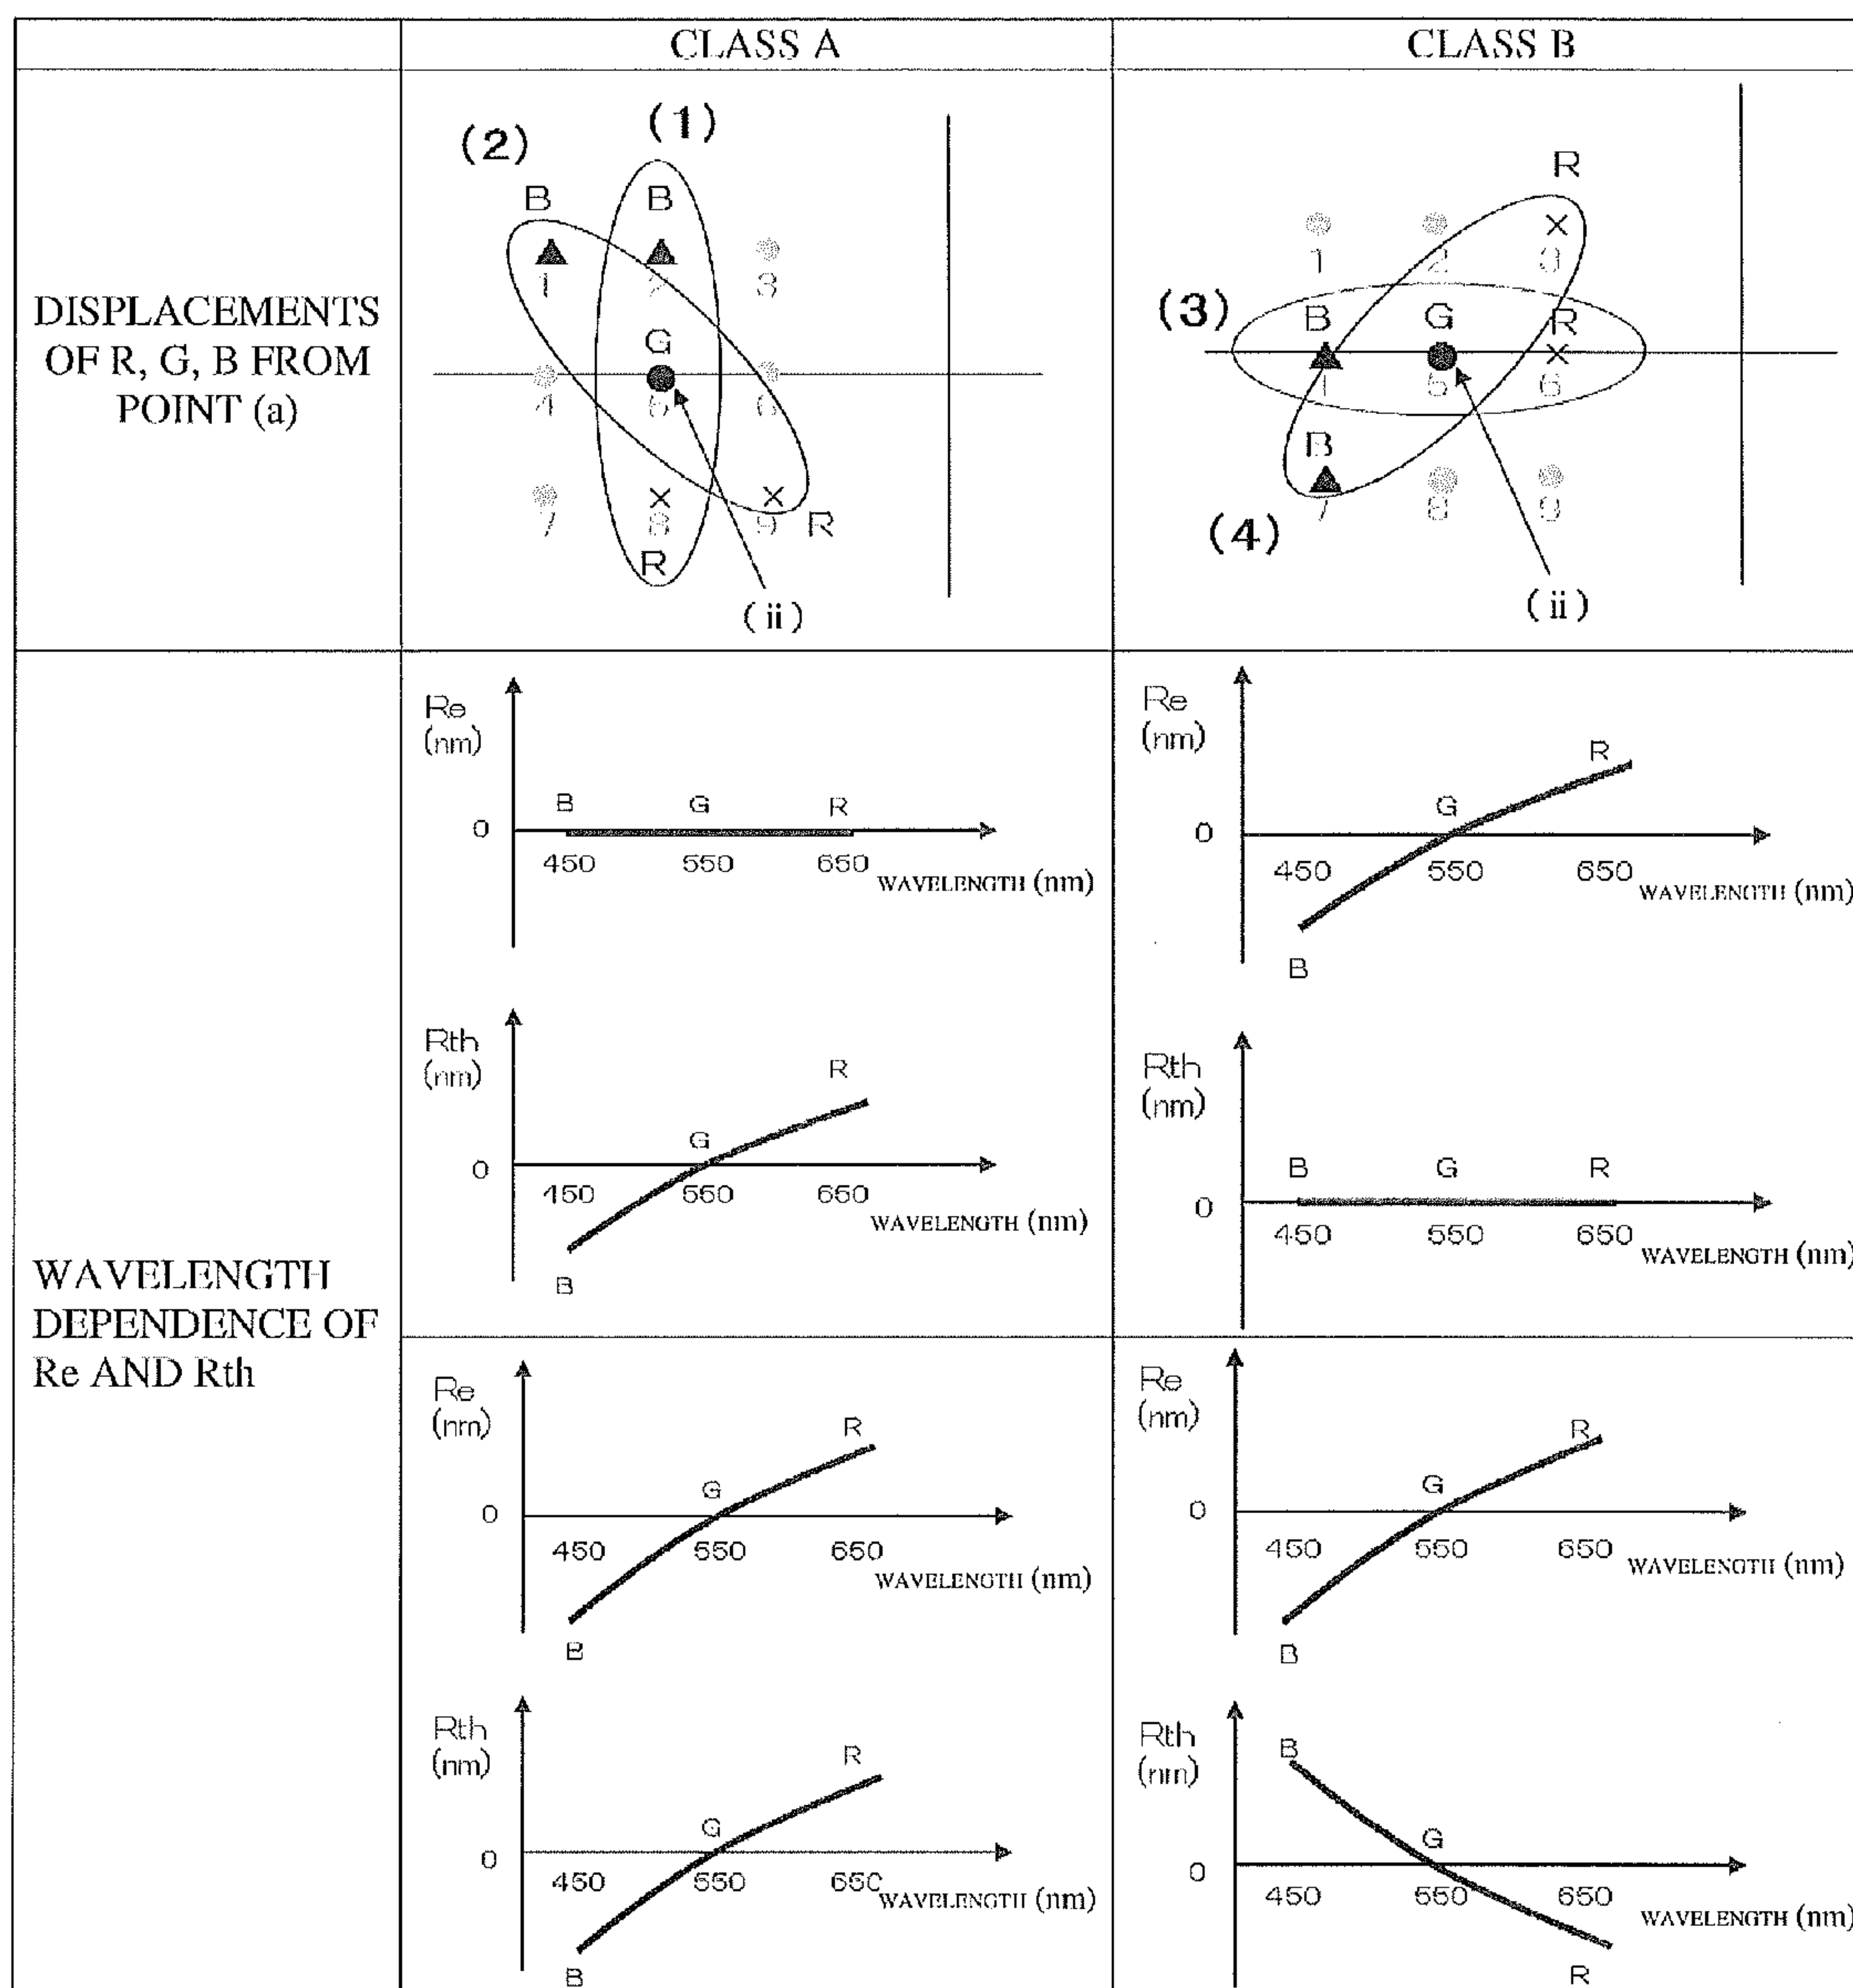 CLASS A
CLASS B
DISPLACEMENTS
OF R, G, B FROM
POINT (a)
(2)
(1)
B
B
1
2
3
G
4
5
6
7
8
9
R
R
(ii)
R
1
2
3
(3)
B
G
R
4
5
6
B
7
8
9
(4)
(ii)
WAVELENGTH
DEPENDENCE OF
Re AND Rth
Re
(nm)
B G R
0
450 550 650
WAVELENGTH (nm)
Rth
(nm)
R
G
0
450 550 650
WAVELENGTH (nm)
B
Re
(nm)
R
G
0
450 550 650
WAVELENGTH (nm)
B
Rth
(nm)
B G R
0
450 550 650
WAVELENGTH (nm)
Re
(nm)
R
G
0
450 550 650
WAVELENGTH (nm)
B
Rth
(nm)
R
G
0
450 550 650
WAVELENGTH (nm)
B
Re
(nm)
R
G
0
450 550 650
WAVELENGTH (nm)
B
Rth
(nm)
B
G
0
450 550 650
WAVELENGTH (nm)
R